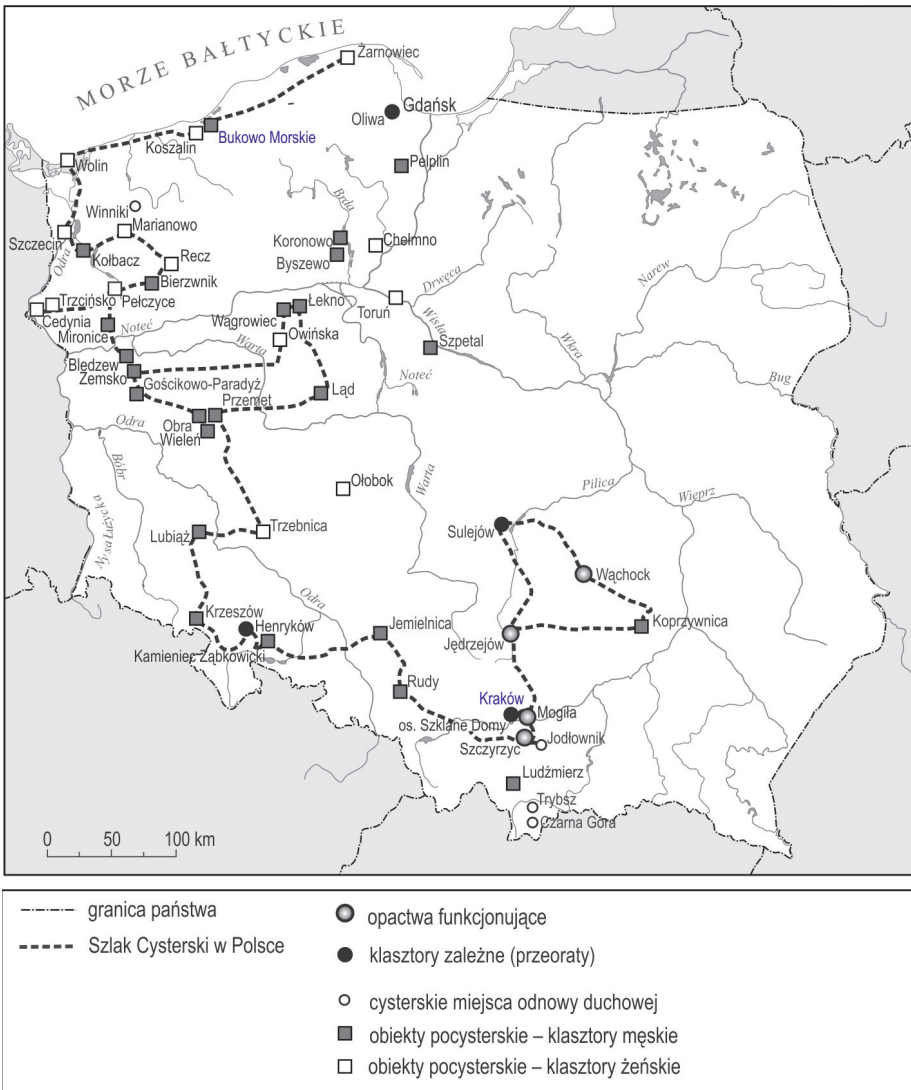 MORZE BAŁTYCKIE
Żarnowiec
Gdańsk
Oliwa
Bukowo Morskie
Koszalin
Wolin
Pelplin
Winniki
Marianowo
Szczecin
Kołbacz
Recz
Odra
Brda
Koronowo
Byszewo
Chełmno
Bierzwnik
Trzcińsko
Pełczyce
Cedynia
Mironice
Noteć
Łekno
Wągrowiec
Owińska
Toruń
Drwęca
Wisła
Szpetal
Narew
Wkra
Bug
Warta
Bledzew
Zemsko
Gościkowo-Paradyż
Przemęt
Ląd
Noteć
Odra
Obra
Wieleń
Bóbr
Nysa Łużycka
Ołobok
Warta
Pilica
Wieprz
Lubiąż
Trzebnica
Sulejów
Wąchock
Krzeszów
Henryków
Odra
Jemielnica
Jędrzejów
Koprzywnica
Kamieniec Ząbkowicki
Rudy
Kraków
Mogiła
os. Szklane Domy
Szczyrzyc
Jodłownik
Ludźmierz
Trybsz
Czarna Góra
0 50 100 km
granica państwa
Szlak Cysterski w Polsce
opactwa funkcjonujące
klasztory zależne (przeoraty)
cysterskie miejsca odnowy duchowej
obiekty pocysterskie – klasztory męskie
obiekty pocysterskie – klasztory żeńskie